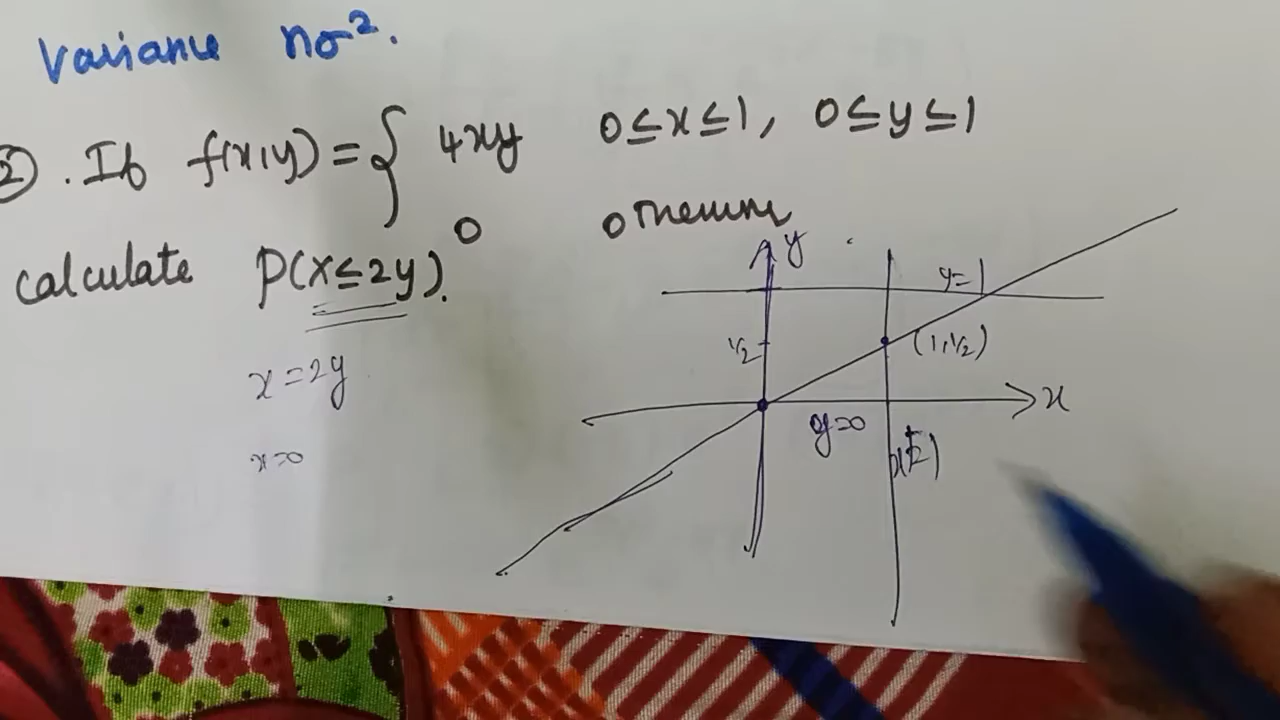 Variance nσ².
②. If f(x,y) = { 4xy 0≤x≤1, 0≤y≤1
0 otherwise
calculate P(X≤2y).
y
y=1
1/2
(1,1/2)
x=2y
x
y=0
x=0